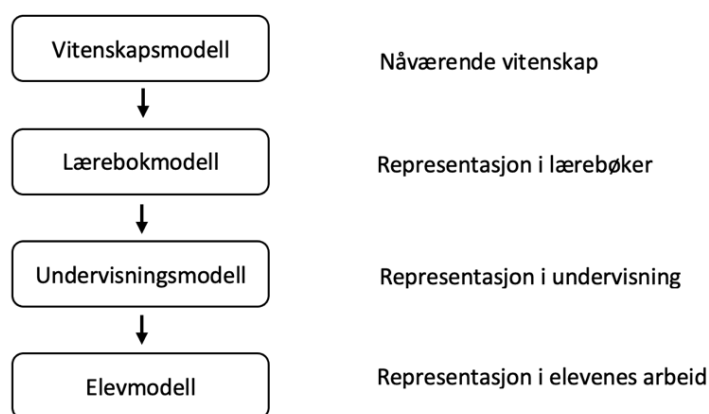 Vitenskapsmodell
Nåværende vitenskap
Lærebokmodell
Representasjon i lærebøker
Undervisningsmodell
Representasjon i undervisning
Elevmodell
Representasjon i elevenes arbeid